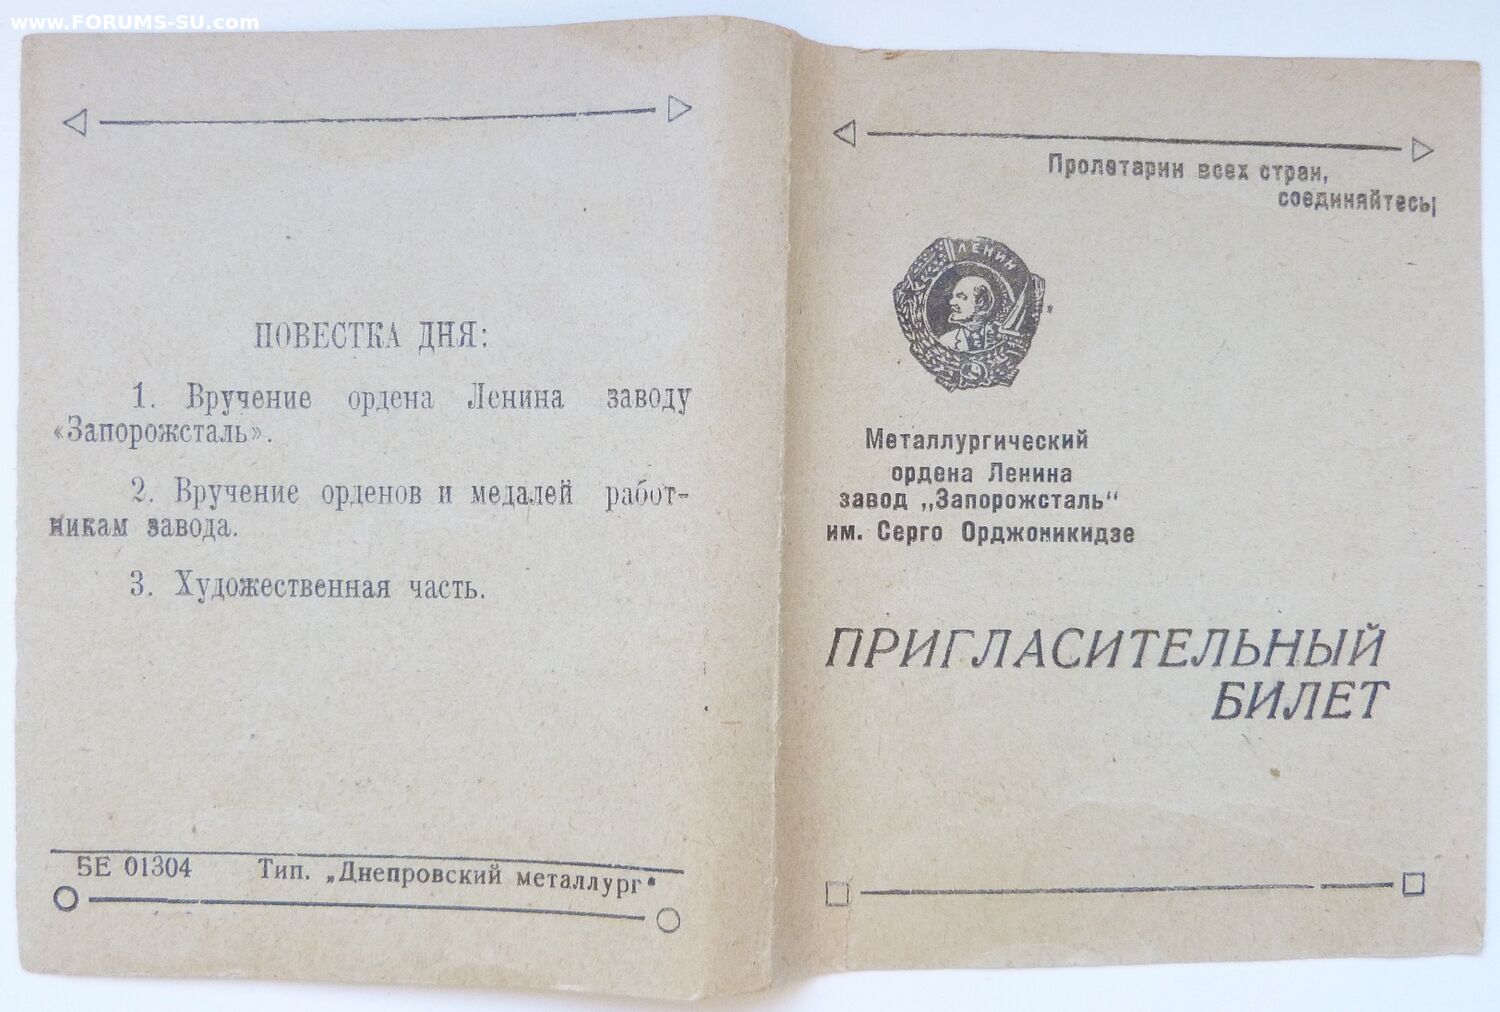 www.FORUMS-SU.com
ПОВЕСТКА ДНЯ:
1. Вручение ордена Ленина заводу
«Запорожсталь».
2. Вручение орденов и медалей работ-
никам завода.
3. Художественная часть.
БЕ 01304 Тип. „Днепровский металлург"
Пролетарии всех стран,
соединяйтесь!
ЛЕНИН
Металлургический
ордена Ленина
завод „Запорожсталь"
им. Серго Орджоникидзе
ПРИГЛАСИТЕЛЬНЫЙ
БИЛЕТ